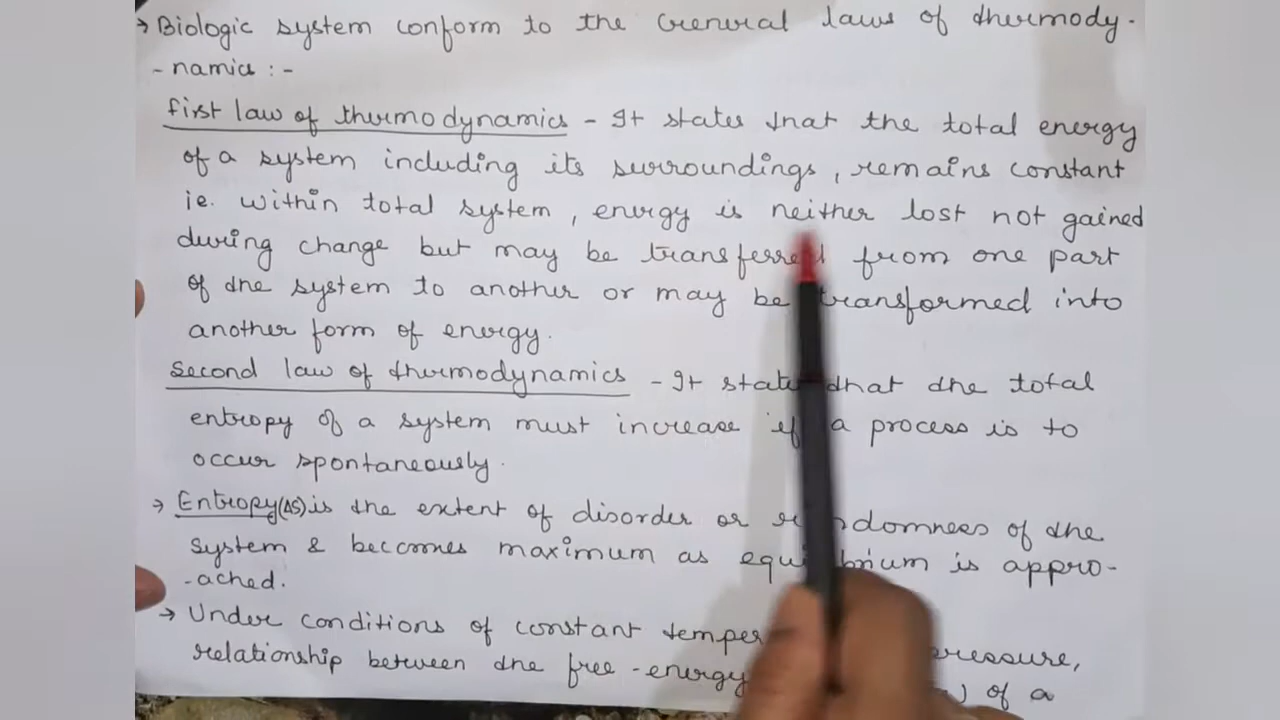 → Biologic system conform to the General laws of thermody-
-namics :-
first law of thermodynamics - It states that the total energy
of a system including its surroundings, remains constant
ie. within total system, energy is neither lost not gained
during change but may be transferred from one part
of the system to another or may be transformed into
another form of energy.
Second law of thermodynamics - It states that the total
entropy of a system must increase if a process is to
occur spontaneously.
→ Entropy(ΔS) is the extent of disorder or randomness of the
system & becomes maximum as equilibrium is appro-
-ached.
→ Under conditions of constant temper pressure,
relationship between the free-energy of a